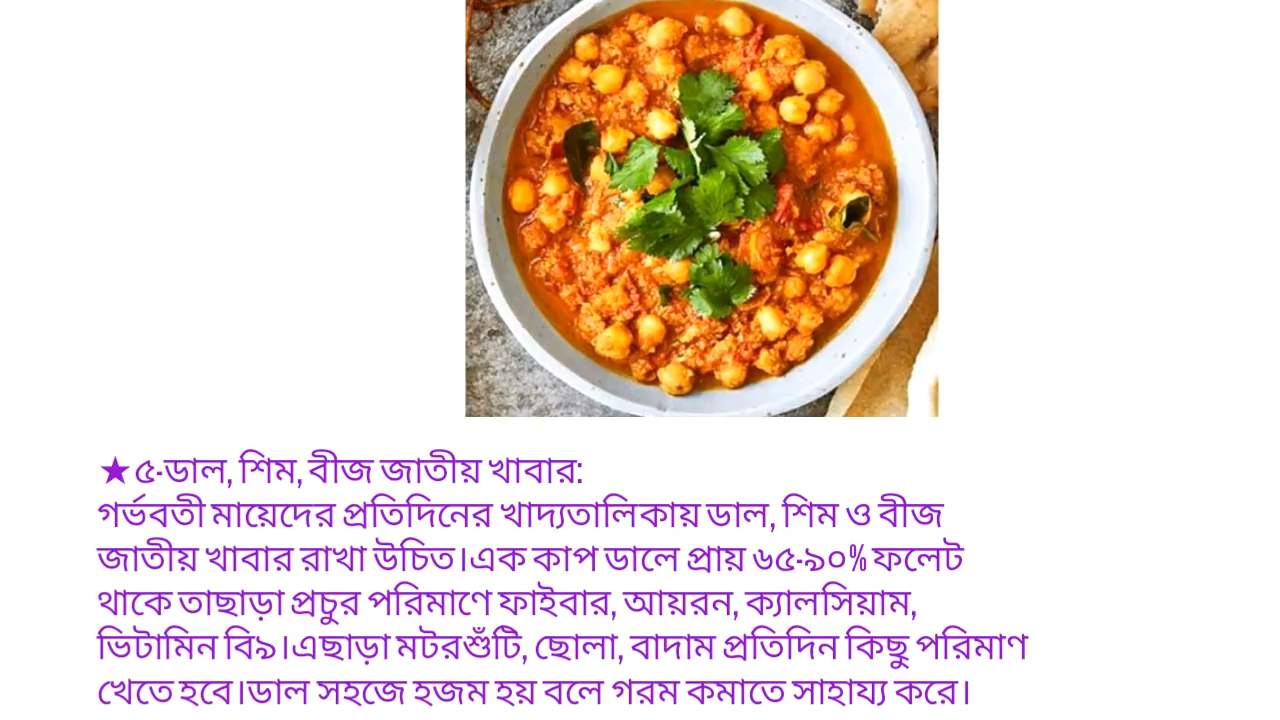 ★৫-ডাল, শিম, বীজ জাতীয় খাবার:
গর্ভবতী মায়েদের প্রতিদিনের খাদ্যতালিকায় ডাল, শিম ও বীজ
জাতীয় খাবার রাখা উচিত।এক কাপ ডালে প্রায় ৬৫-৯০% ফলেট
থাকে তাছাড়া প্রচুর পরিমাণে ফাইবার, আয়রন, ক্যালসিয়াম,
ভিটামিন বি৯।এছাড়া মটরশুঁটি, ছোলা, বাদাম প্রতিদিন কিছু পরিমাণ
খেতে হবে।ডাল সহজে হজম হয় বলে গরম কমাতে সাহায্য করে।